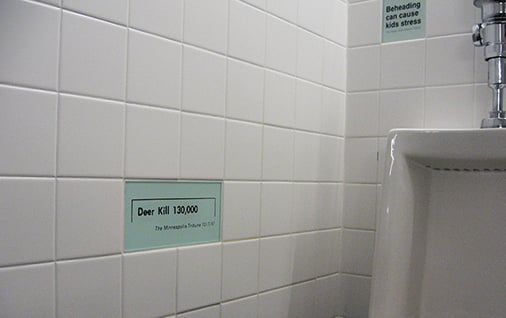 Beheading
can cause
kids stress
Deer Kill 130,000
The Minneapolis Tribune